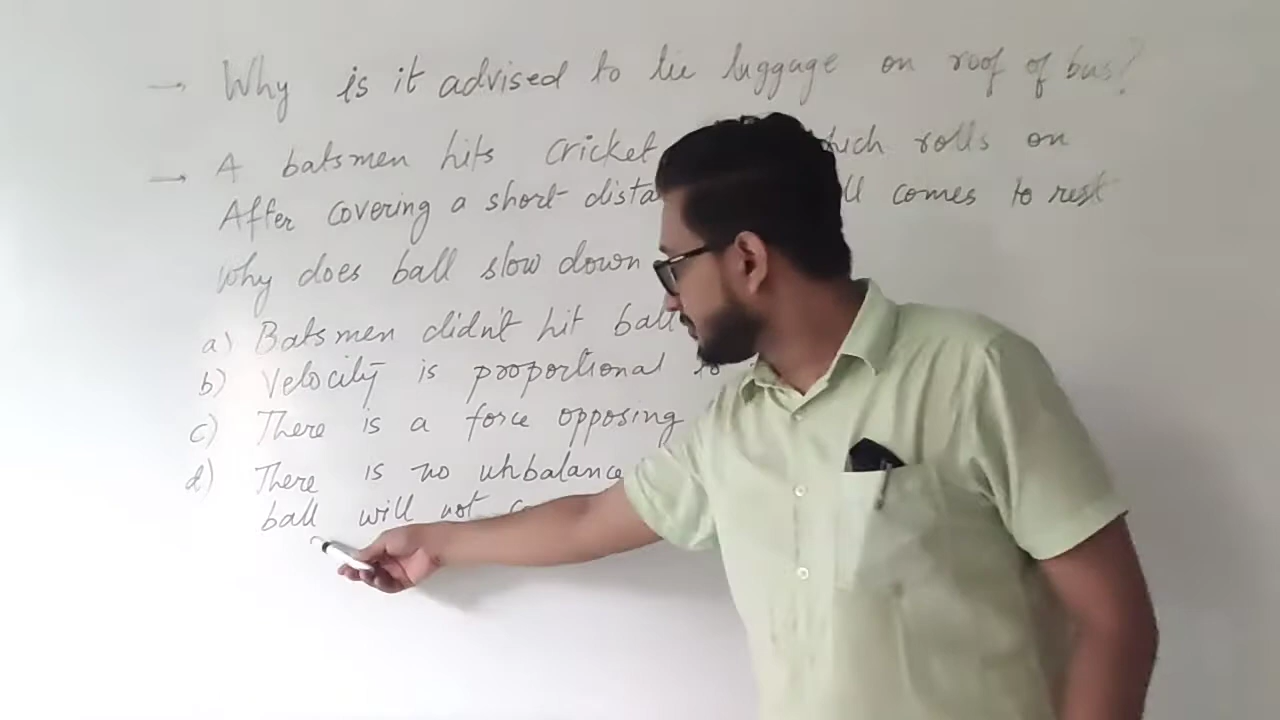 → Why is it advised to tie luggage on roof of bus?
→ A batsmen hits cricket which rolls on
After covering a short dista ll comes to rest
Why does ball slow down
a) Batsmen didn't hit ball
b) Velocity is proportional to
c) There is a force opposing
d) There is no unbalance
ball will not